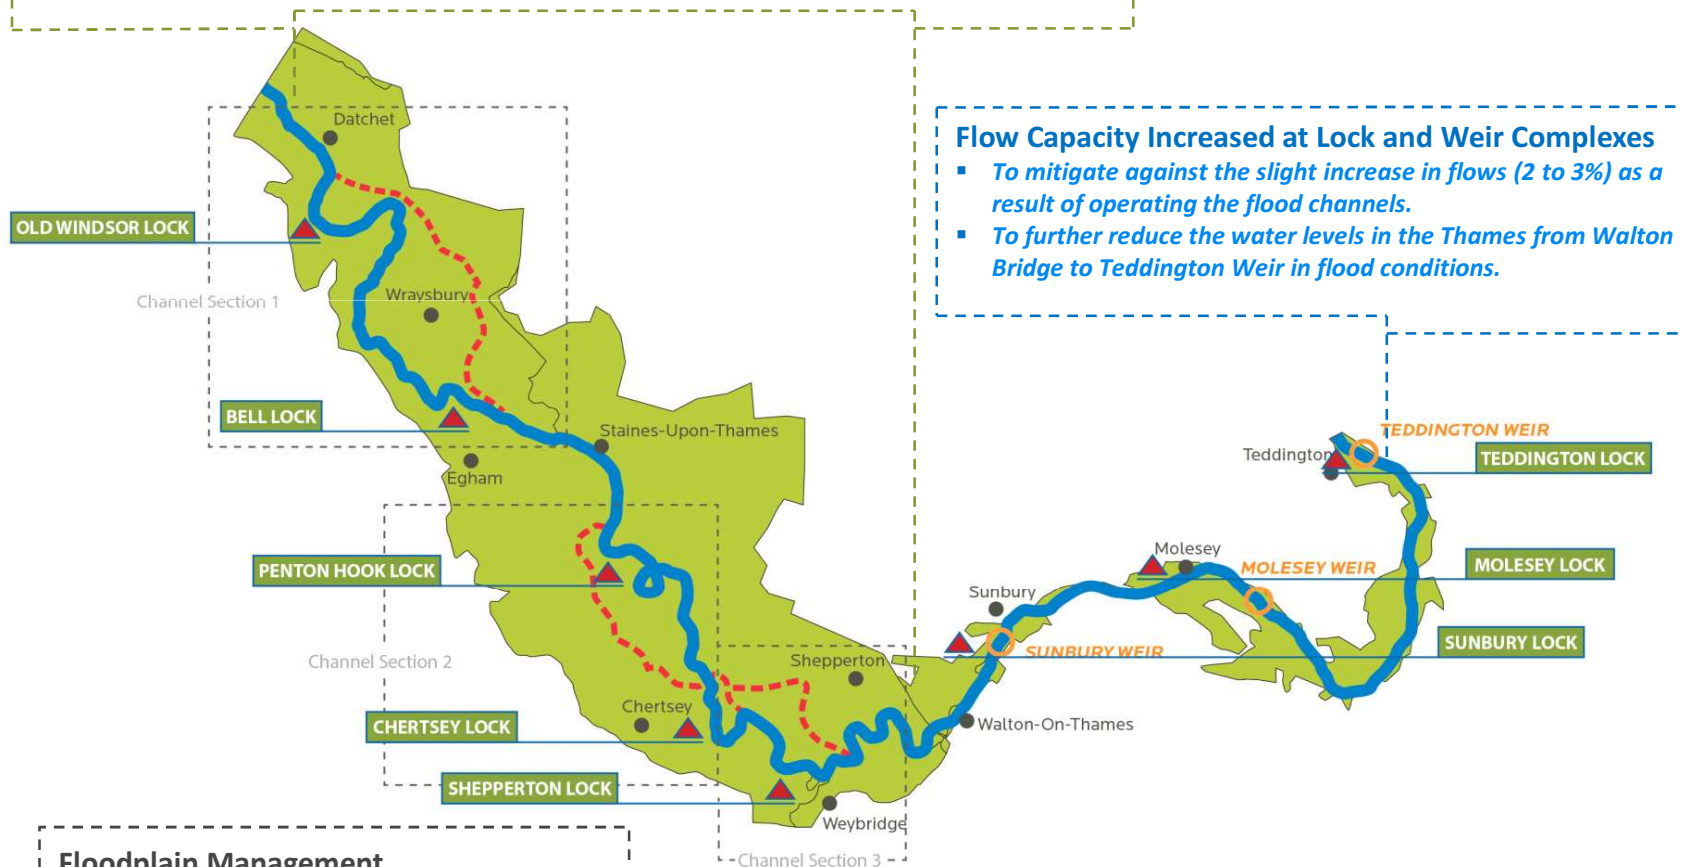 Datchet
Flow Capacity Increased at Lock and Weir Complexes
▪ To mitigate against the slight increase in flows (2 to 3%) as a
result of operating the flood channels.
▪ To further reduce the water levels in the Thames from Walton
Bridge to Teddington Weir in flood conditions.
OLD WINDSOR LOCK
Channel Section 1
Wraysbury
BELL LOCK
Staines-Upon-Thames
Egham
TEDDINGTON WEIR
Teddington
TEDDINGTON LOCK
PENTON HOOK LOCK
Molesey
MOLESEY WEIR
MOLESEY LOCK
Sunbury
SUNBURY WEIR
SUNBURY LOCK
Channel Section 2
Shepperton
Chertsey
CHERTSEY LOCK
Walton-On-Thames
SHEPPERTON LOCK
Weybridge
Channel Section 3
Floodplain Management